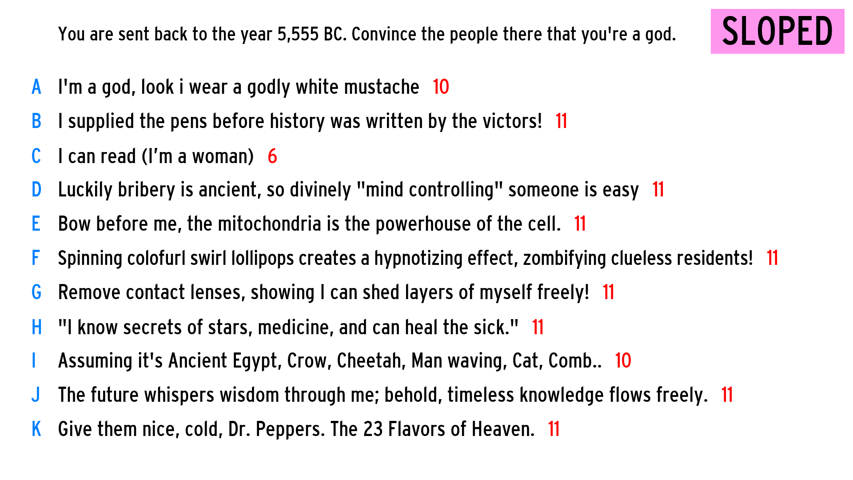 You are sent back to the year 5,555 BC. Convince the people there that you're a god.
SLOPED
A I'm a god, look i wear a godly white mustache 10
B I supplied the pens before history was written by the victors! 11
C I can read (I’m a woman) 6
D Luckily bribery is ancient, so divinely "mind controlling" someone is easy 11
E Bow before me, the mitochondria is the powerhouse of the cell. 11
F Spinning colofurl swirl lollipops creates a hypnotizing effect, zombifying clueless residents! 11
G Remove contact lenses, showing I can shed layers of myself freely! 11
H "I know secrets of stars, medicine, and can heal the sick." 11
I Assuming it's Ancient Egypt, Crow, Cheetah, Man waving, Cat, Comb.. 10
J The future whispers wisdom through me; behold, timeless knowledge flows freely. 11
K Give them nice, cold, Dr. Peppers. The 23 Flavors of Heaven. 11